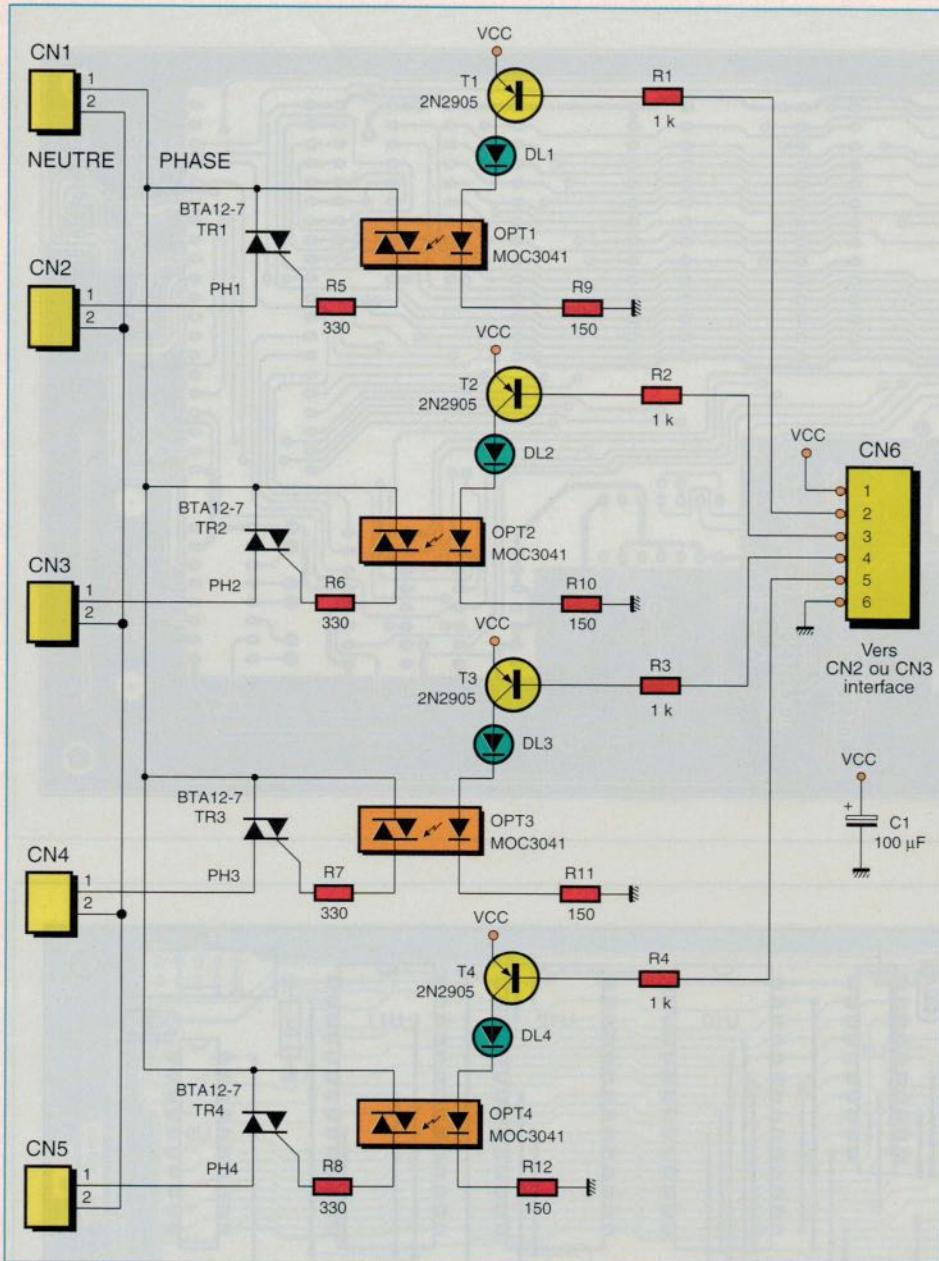 CN1
1
2
NEUTRE
PHASE
VCC
T1
2N2905
R1
1 k
DL1
BTA12-7
TR1
OPT1
MOC3041
CN2
1
2
PH1
R5
330
R9
150
VCC
T2
2N2905
R2
1 k
DL2
BTA12-7
TR2
OPT2
MOC3041
CN3
1
2
PH2
R6
330
R10
150
VCC
CN6
1
2
3
4
5
6
Vers
CN2 ou CN3
interface
VCC
T3
2N2905
R3
1 k
DL3
BTA12-7
TR3
OPT3
MOC3041
CN4
1
2
PH3
R7
330
R11
150
VCC
+
C1
100 µF
VCC
T4
2N2905
R4
1 k
DL4
BTA12-7
TR4
OPT4
MOC3041
CN5
1
2
PH4
R8
330
R12
150